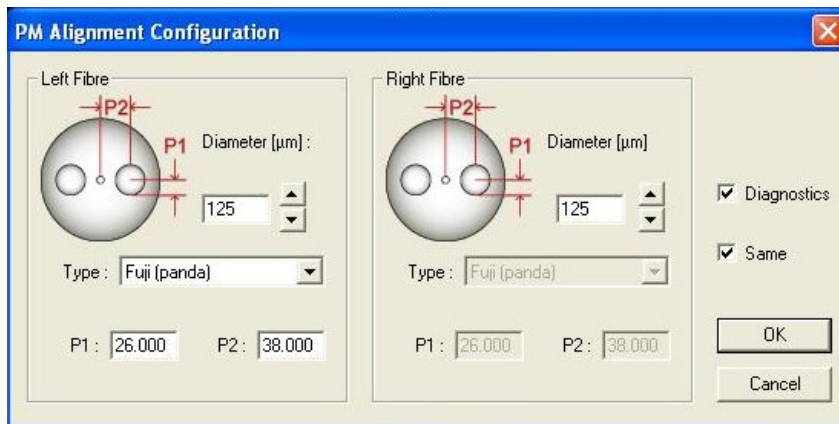 PM Alignment Configuration
Left Fibre
P2
P1
Diameter [µm] :
125
Type : Fuji (panda)
P1 : 26.000 P2 : 38.000
Right Fibre
P2
P1
Diameter [µm]
125
Type : Fuji (panda)
P1 : 26.000 P2 : 38.000
Diagnostics
Same
OK
Cancel